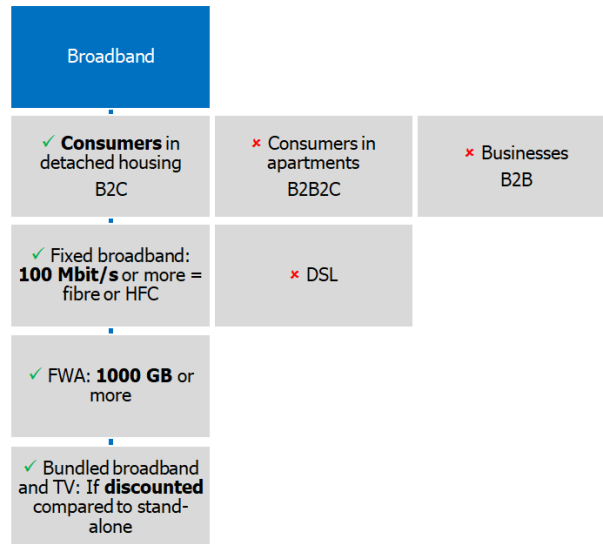 Broadband
✓ Consumers in
detached housing
B2C
✗ Consumers in
apartments
B2B2C
✗ Businesses
B2B
✓ Fixed broadband:
100 Mbit/s or more =
fibre or HFC
✗ DSL
✓ FWA: 1000 GB or
more
✓ Bundled broadband
and TV: If discounted
compared to stand-
alone